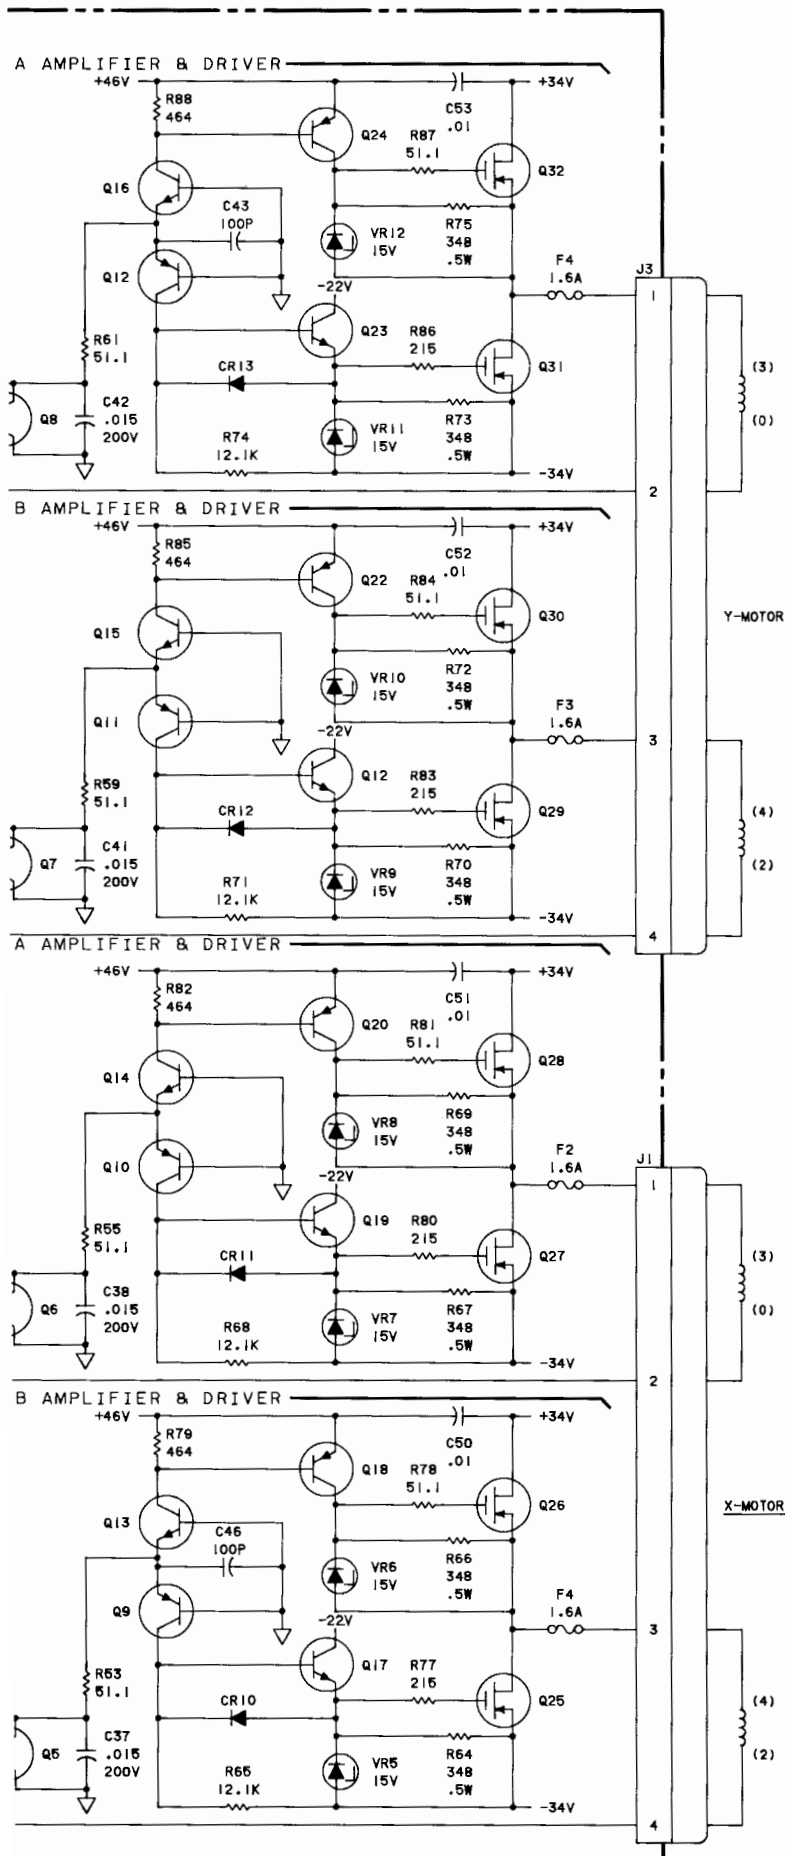 A AMPLIFIER & DRIVER
+46V
+34V
R88
464
C53
.01
Q24
R87
51.1
Q32
Q16
C43
100P
VR12
15V
R75
348
.5W
F4
1.6A
J3
Q12
-22V
1
Q23
R86
215
R61
51.1
CR13
Q31
(3)
Q8
C42
.015
200V
R74
12.1K
VR11
15V
R73
348
.5W
(0)
-34V
2
B AMPLIFIER & DRIVER
+46V
+34V
R85
464
C52
.01
Q22
R84
51.1
Q30
Y-MOTOR
Q15
VR10
15V
R72
348
.5W
F3
1.6A
Q11
-22V
3
Q12
R83
215
R59
51.1
CR12
Q29
(4)
Q7
C41
.015
200V
R71
12.1K
VR9
15V
R70
348
.5W
(2)
-34V
4
A AMPLIFIER & DRIVER
+46V
+34V
R82
464
C51
.01
Q20
R81
51.1
Q28
Q14
VR8
15V
R69
348
.5W
F2
1.6A
J1
Q10
-22V
1
Q19
R80
215
R55
51.1
CR11
Q27
(3)
Q6
C38
.015
200V
R68
12.1K
VR7
15V
R67
348
.5W
(0)
-34V
2
B AMPLIFIER & DRIVER
+46V
+34V
R79
464
C50
.01
Q18
R78
51.1
Q26
X-MOTOR
Q13
C46
100P
VR6
15V
R66
348
.5W
F4
1.6A
Q9
-22V
3
Q17
R77
215
R53
51.1
CR10
Q25
(4)
Q5
C37
.015
200V
R65
12.1K
VR5
15V
R64
348
.5W
(2)
-34V
4